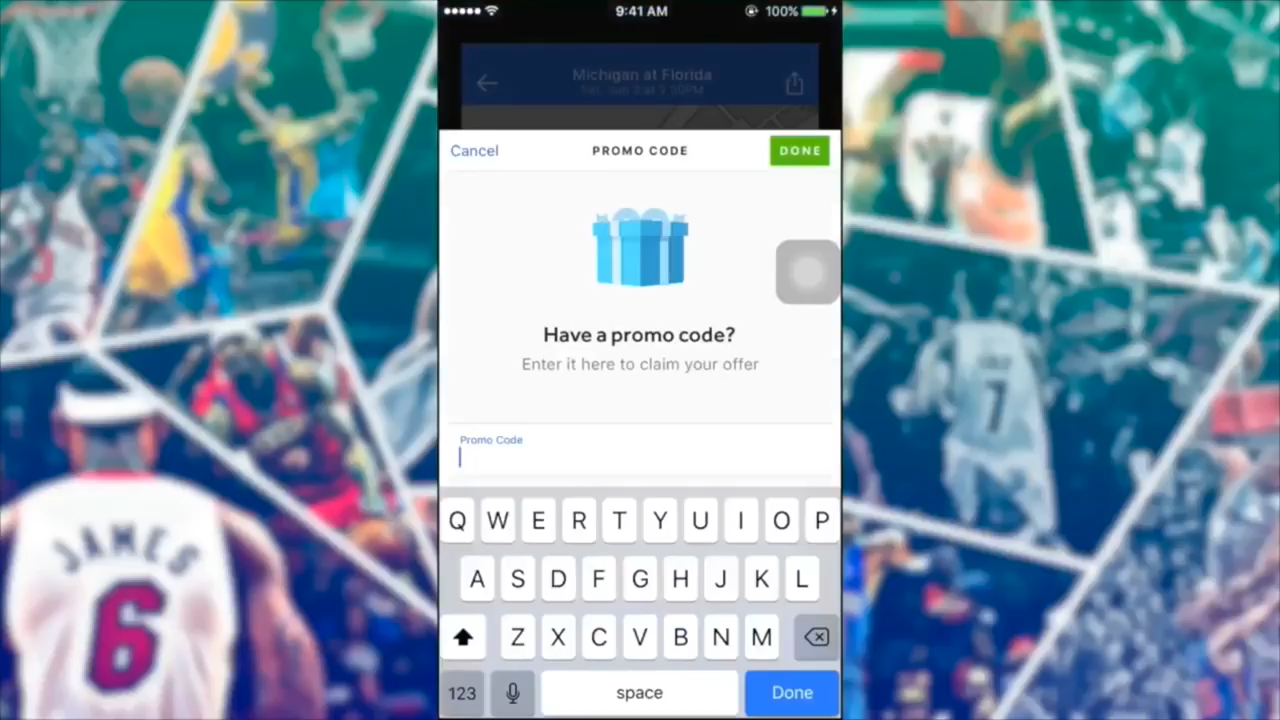 9:41 AM
100%
Michigan at Florida
Cancel
PROMO CODE
DONE
Have a promo code?
Enter it here to claim your offer
Promo Code
Q W E R T Y U I O P
A S D F G H J K L
Z X C V B N M
123
space
Done
JAMES
6
7